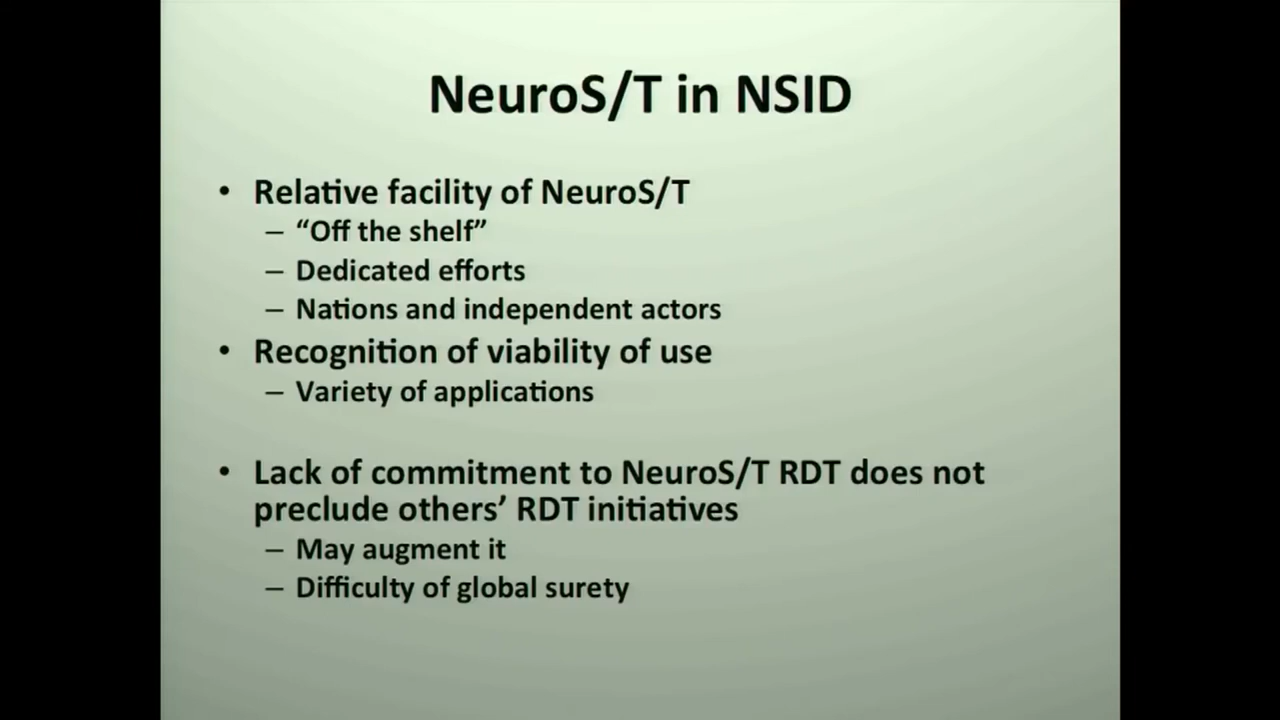 NeuroS/T in NSID
• Relative facility of NeuroS/T
– “Off the shelf”
– Dedicated efforts
– Nations and independent actors
• Recognition of viability of use
– Variety of applications
• Lack of commitment to NeuroS/T RDT does not
preclude others’ RDT initiatives
– May augment it
– Difficulty of global surety